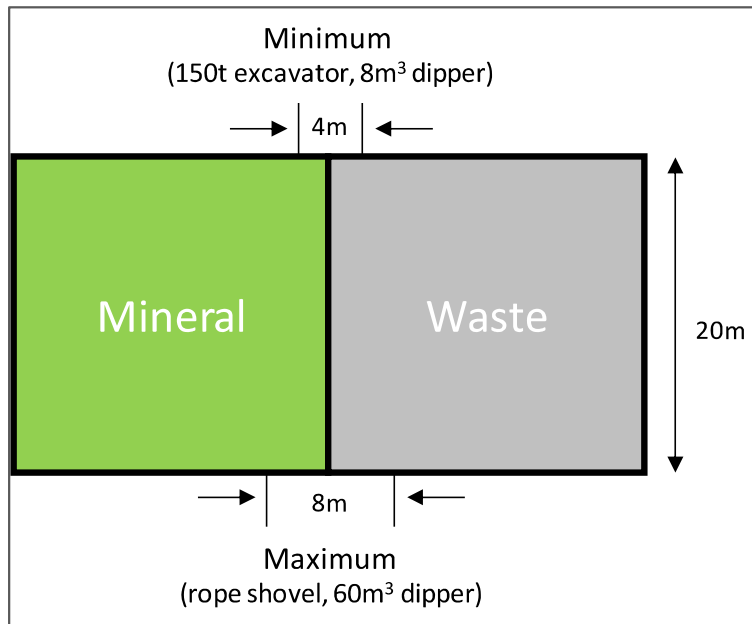 Minimum
(150t excavator, 8m³ dipper)
4m
Mineral
Waste
20m
8m
Maximum
(rope shovel, 60m³ dipper)